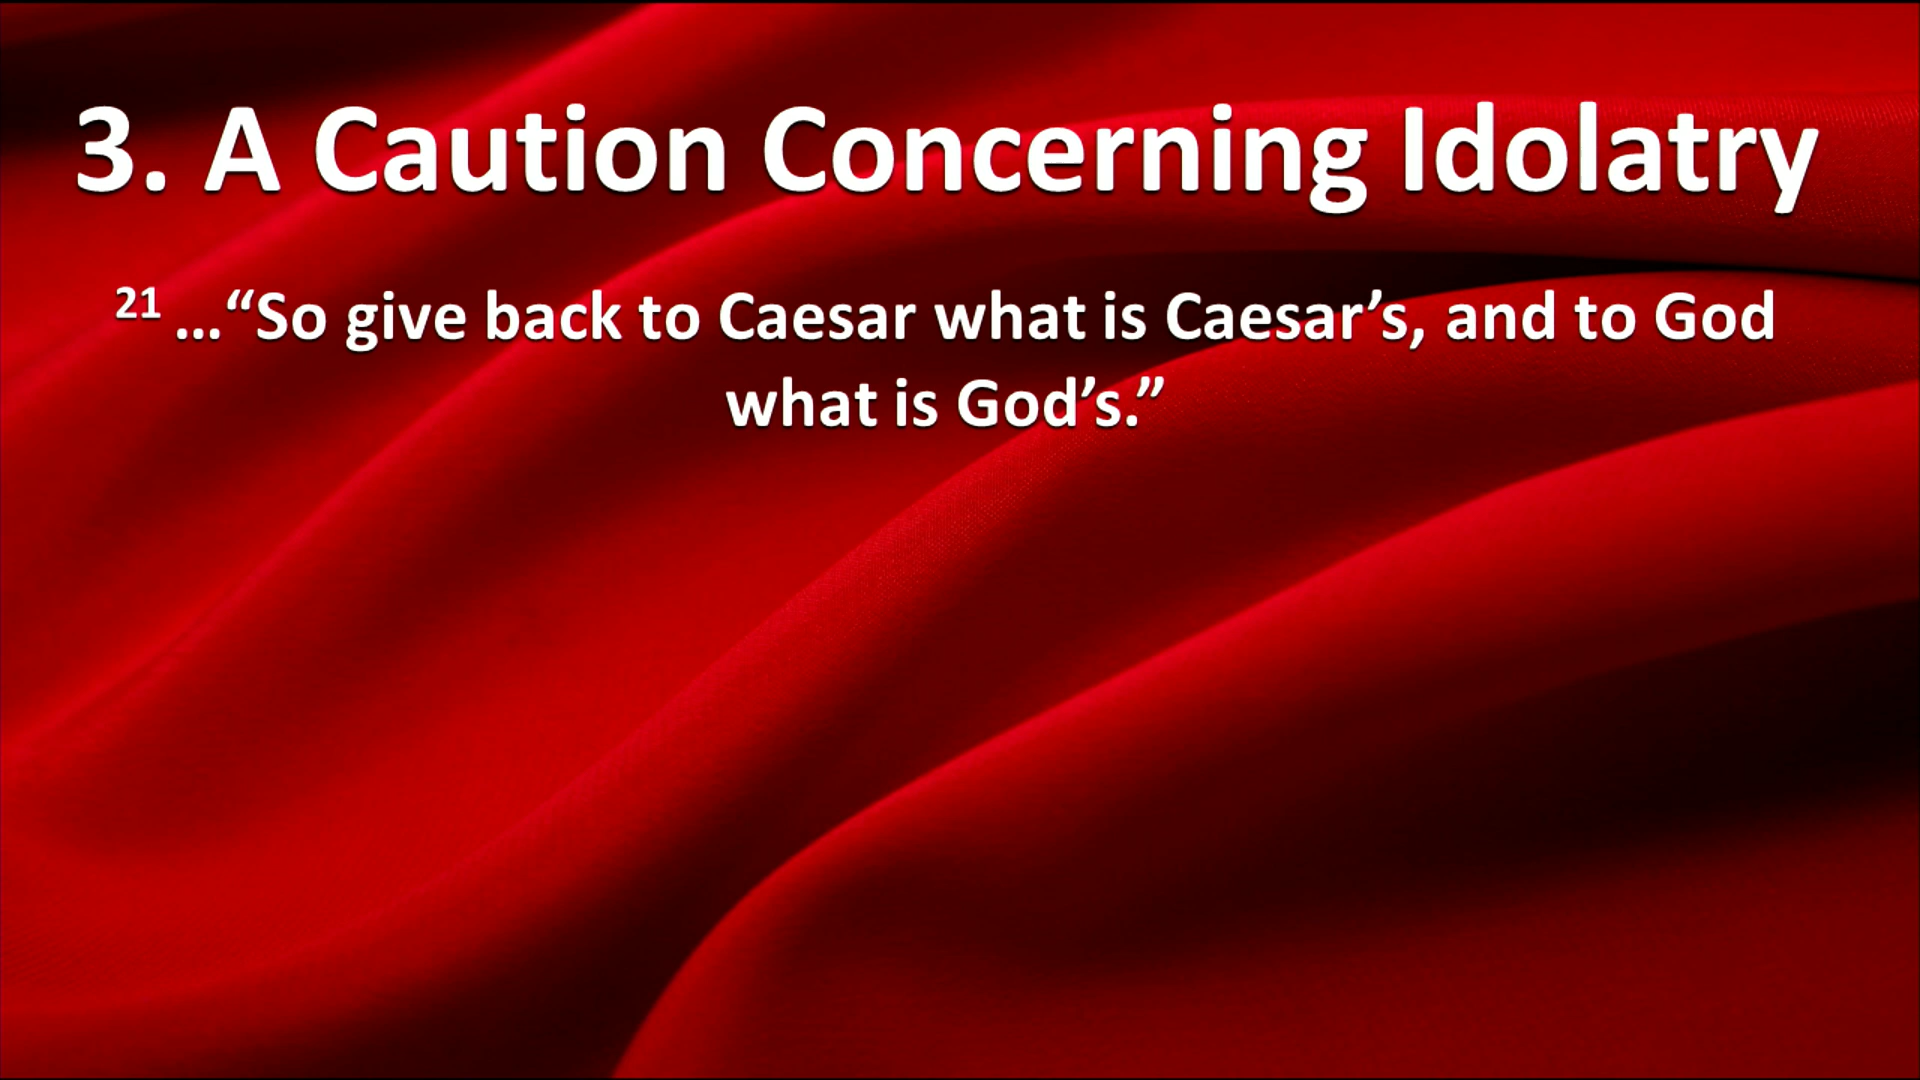 3. A Caution Concerning Idolatry
21 …“So give back to Caesar what is Caesar’s, and to God
what is God’s.”